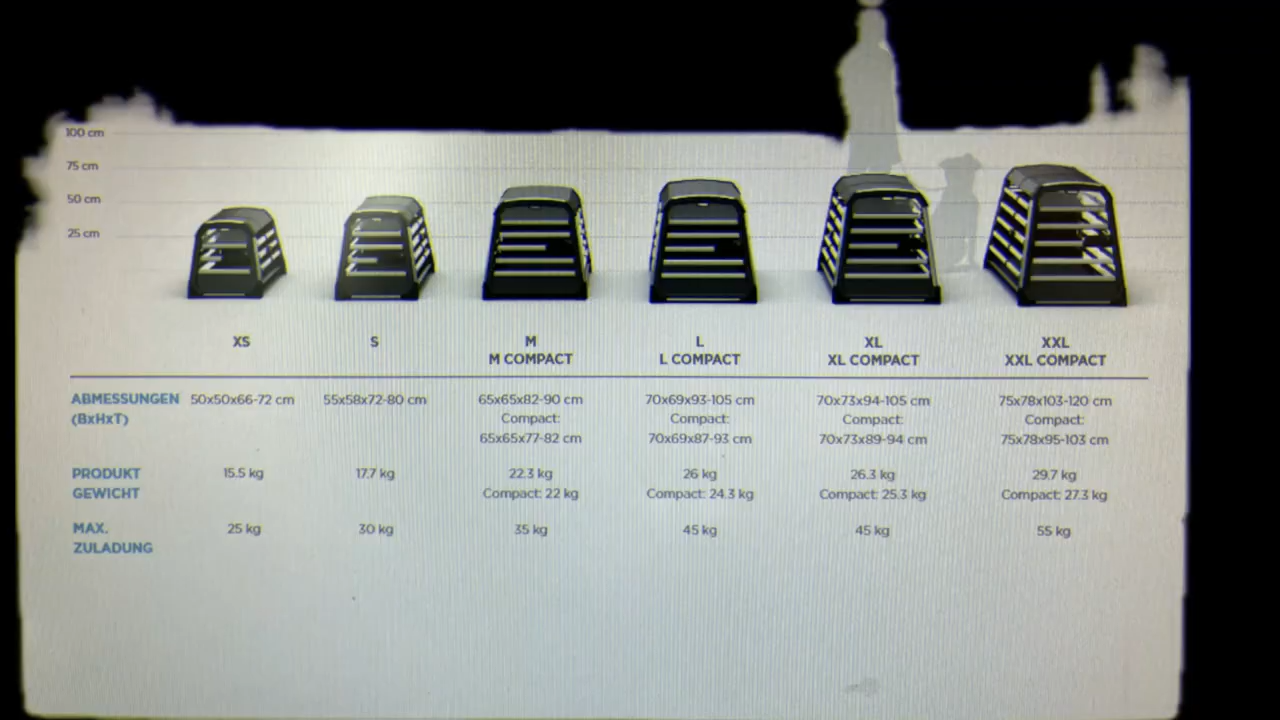 100 cm
75 cm
50 cm
25 cm
XS S M L XL XXL
M COMPACT L COMPACT XL COMPACT XXL COMPACT
ABMESSUNGEN 50x50x66-72 cm 55x58x72-80 cm 65x65x82-90 cm 70x69x93-105 cm 70x73x94-105 cm 75x78x103-120 cm
(BxHxT) Compact: Compact: Compact: Compact:
65x65x77-82 cm 70x69x87-93 cm 70x73x89-94 cm 75x78x95-103 cm
PRODUKT 15.5 kg 17.7 kg 22.3 kg 26 kg 26.3 kg 29.7 kg
GEWICHT Compact: 22 kg Compact: 24.3 kg Compact: 25.3 kg Compact: 27.3 kg
MAX. 25 kg 30 kg 35 kg 45 kg 45 kg 55 kg
ZULADUNG